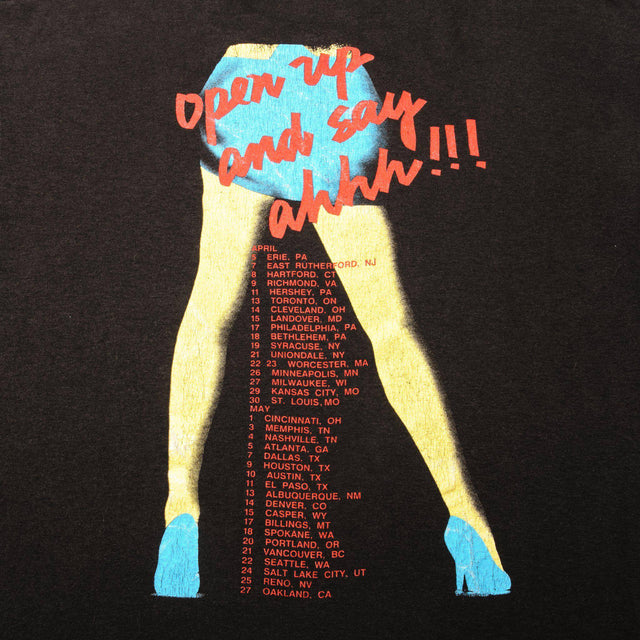 open up
and say
ahhh!!!
APRIL
5 ERIE, PA
7 EAST RUTHERFORD, NJ
8 HARTFORD, CT
9 RICHMOND, VA
11 HERSHEY, PA
13 TORONTO, ON
14 CLEVELAND, OH
15 LANDOVER, MD
17 PHILADELPHIA, PA
18 BETHLEHEM, PA
19 SYRACUSE, NY
21 UNIONDALE, NY
22 23 WORCESTER, MA
26 MINNEAPOLIS, MN
27 MILWAUKEE, WI
29 KANSAS CITY, MO
30 ST. LOUIS, MO
MAY
1 CINCINNATI, OH
3 MEMPHIS, TN
4 NASHVILLE, TN
5 ATLANTA, GA
7 DALLAS, TX
9 HOUSTON, TX
10 AUSTIN, TX
11 EL PASO, TX
13 ALBUQUERQUE, NM
14 DENVER, CO
15 CASPER, WY
17 BILLINGS, MT
18 SPOKANE, WA
20 PORTLAND, OR
21 VANCOUVER, BC
22 SEATTLE, WA
24 SALT LAKE CITY, UT
25 RENO, NV
27 OAKLAND, CA